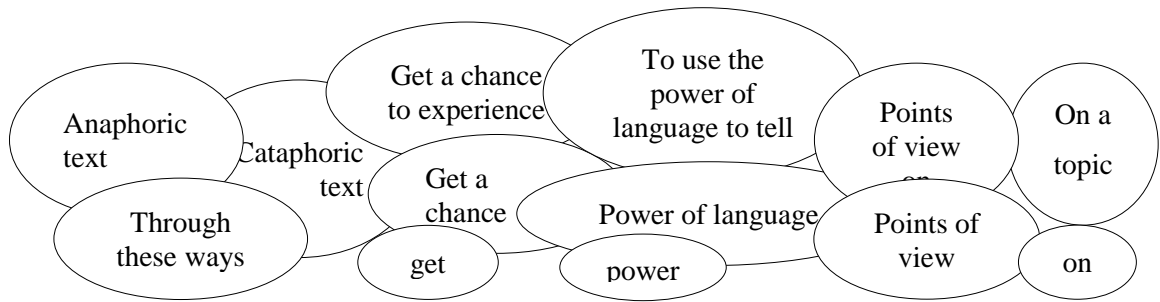 Anaphoric
text
Cataphoric
text
Get a chance
to experience
To use the
power of
language to tell
Points
of view
on
On a
topic
Through
these ways
Get a
chance
Power of language
Points of
view
get
power
on